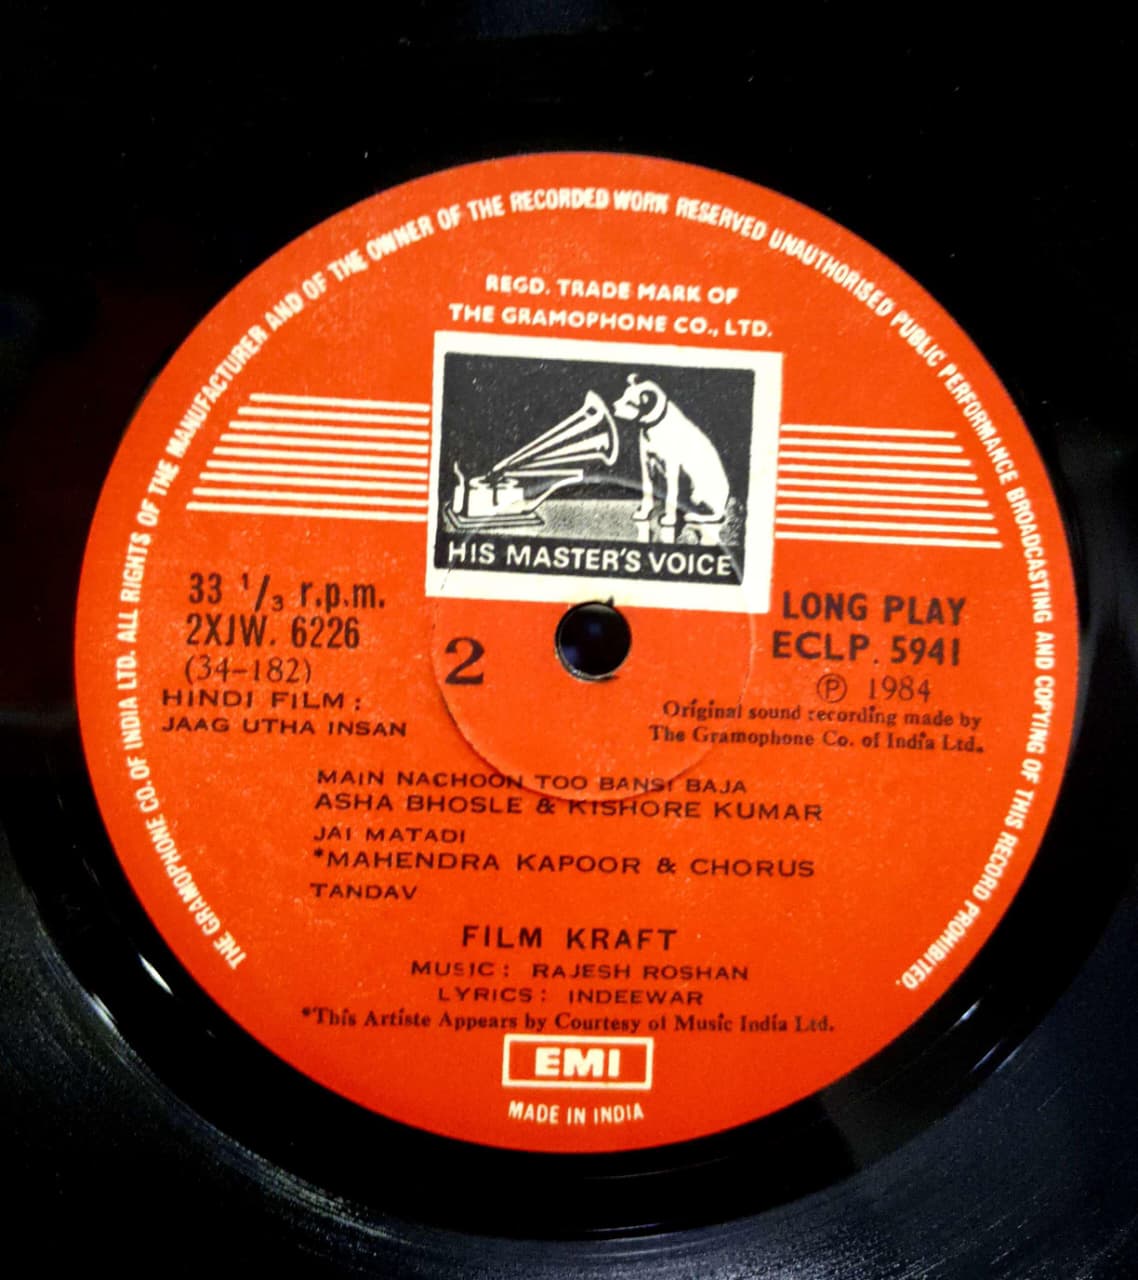 THE GRAMOPHONE CO. OF INDIA LTD. ALL RIGHTS OF THE MANUFACTURER AND OF THE OWNER OF THE RECORDED WORK RESERVED UNAUTHORISED PUBLIC PERFORMANCE BROADCASTING AND COPYING OF THIS RECORD PROHIBITED.
REGD. TRADE MARK OF
THE GRAMOPHONE CO., LTD.
HIS MASTER'S VOICE
33 1/3 r.p.m.
2XJW. 6226
(34-182)
HINDI FILM :
JAAG UTHA INSAN
2
LONG PLAY
ECLP. 5941
Ⓟ 1984
Original sound recording made by
The Gramophone Co. of India Ltd.
MAIN NACHOON TOO BANSI BAJA
ASHA BHOSLE & KISHORE KUMAR
JAI MATADI
*MAHENDRA KAPOOR & CHORUS
TANDAV
FILM KRAFT
MUSIC : RAJESH ROSHAN
LYRICS : INDEEWAR
*This Artiste Appears by Courtesy of Music India Ltd.
EMI
MADE IN INDIA